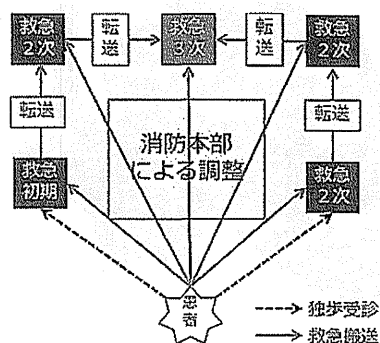 救急
2次
転
送
救急
3次
転
送
救急
2次
転送
転送
消防本部
による調整
救急
初期
救急
2次
患
者
独歩受診
救急搬送